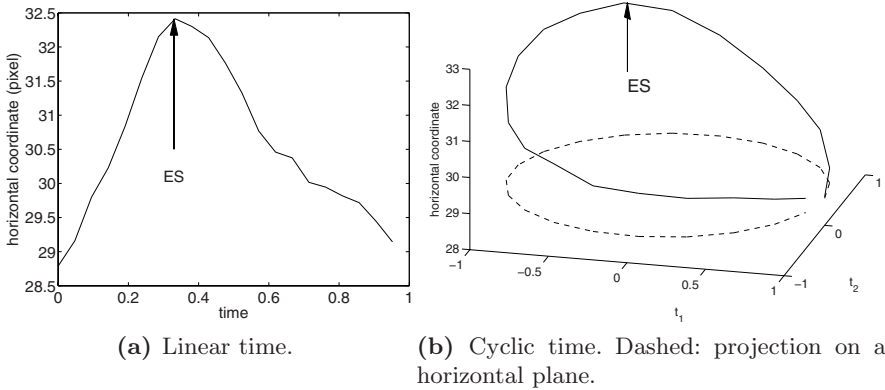 32.5
32
31.5
31
30.5
30
29.5
29
28.5
horizontal coordinate (pixel)
ES
0
0.2
0.4
0.6
0.8
1
time
33
32
31
30
29
28
horizontal coordinate
ES
−1
−0.5
0
0.5
1
t1
−1
0
1
t2
(a) Linear time.
(b) Cyclic time. Dashed: projection on a
horizontal plane.